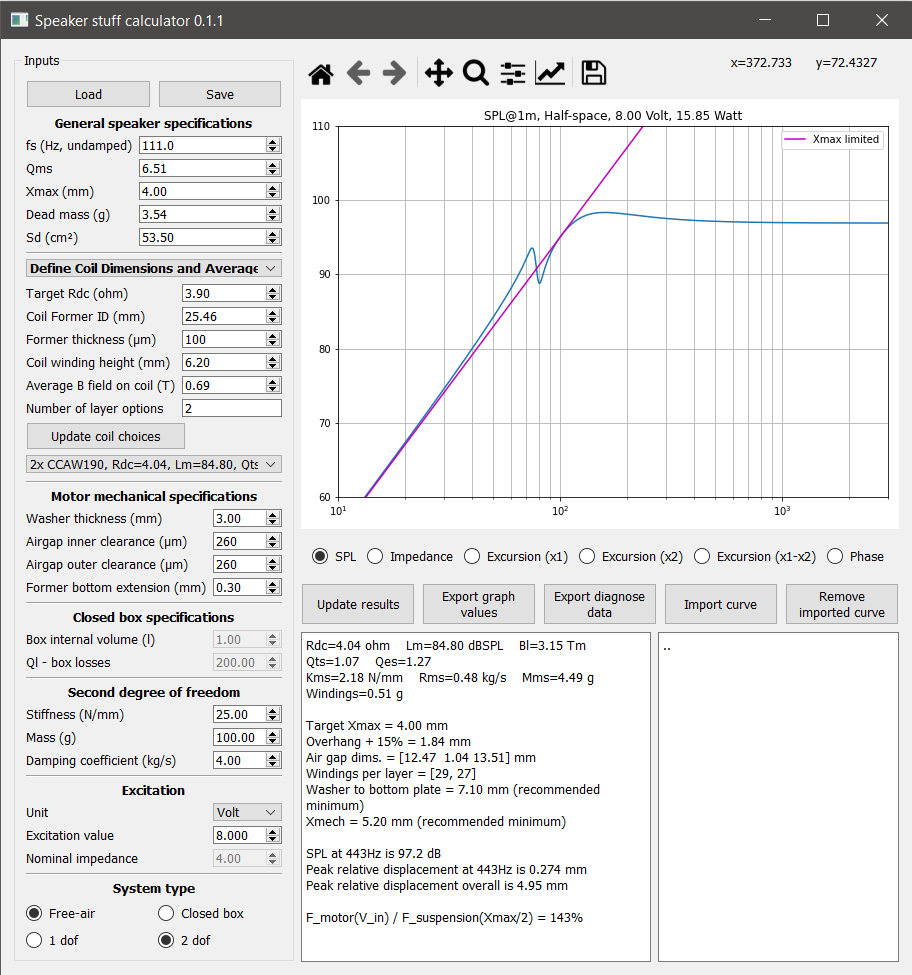 Speaker stuff calculator 0.1.1
Inputs
Load Save
General speaker specifications
fs (Hz, undamped) 111.0
Qms 6.51
Xmax (mm) 4.00
Dead mass (g) 3.54
Sd (cm²) 53.50
Define Coil Dimensions and Average
Target Rdc (ohm) 3.90
Coil Former ID (mm) 25.46
Former thickness (µm) 100
Coil winding height (mm) 6.20
Average B field on coil (T) 0.69
Number of layer options 2
Update coil choices
2x CCAW190, Rdc=4.04, Lm=84.80, Qts
Motor mechanical specifications
Washer thickness (mm) 3.00
Airgap inner clearance (µm) 260
Airgap outer clearance (µm) 260
Former bottom extension (mm) 0.30
Closed box specifications
Box internal volume (l) 1.00
Ql - box losses 200.00
Second degree of freedom
Stiffness (N/mm) 25.00
Mass (g) 100.00
Damping coefficient (kg/s) 4.00
Excitation
Unit Volt
Excitation value 8.000
Nominal impedance 4.00
System type
Free-air Closed box
1 dof 2 dof
x=372.733 y=72.4327
SPL@1m, Half-space, 8.00 Volt, 15.85 Watt
Xmax limited
110
100
90
80
70
60
10¹ 10² 10³
SPL Impedance Excursion (x1) Excursion (x2) Excursion (x1-x2) Phase
Update results
Export graph
values
Export diagnose
data
Import curve
Remove
imported curve
Rdc=4.04 ohm Lm=84.80 dBSPL Bl=3.15 Tm
Qts=1.07 Qes=1.27
Kms=2.18 N/mm Rms=0.48 kg/s Mms=4.49 g
Windings=0.51 g
Target Xmax = 4.00 mm
Overhang + 15% = 1.84 mm
Air gap dims. = [12.47 1.04 13.51] mm
Windings per layer = [29, 27]
Washer to bottom plate = 7.10 mm (recommended
minimum)
Xmech = 5.20 mm (recommended minimum)
SPL at 443Hz is 97.2 dB
Peak relative displacement at 443Hz is 0.274 mm
Peak relative displacement overall is 4.95 mm
F_motor(V_in) / F_suspension(Xmax/2) = 143%
..